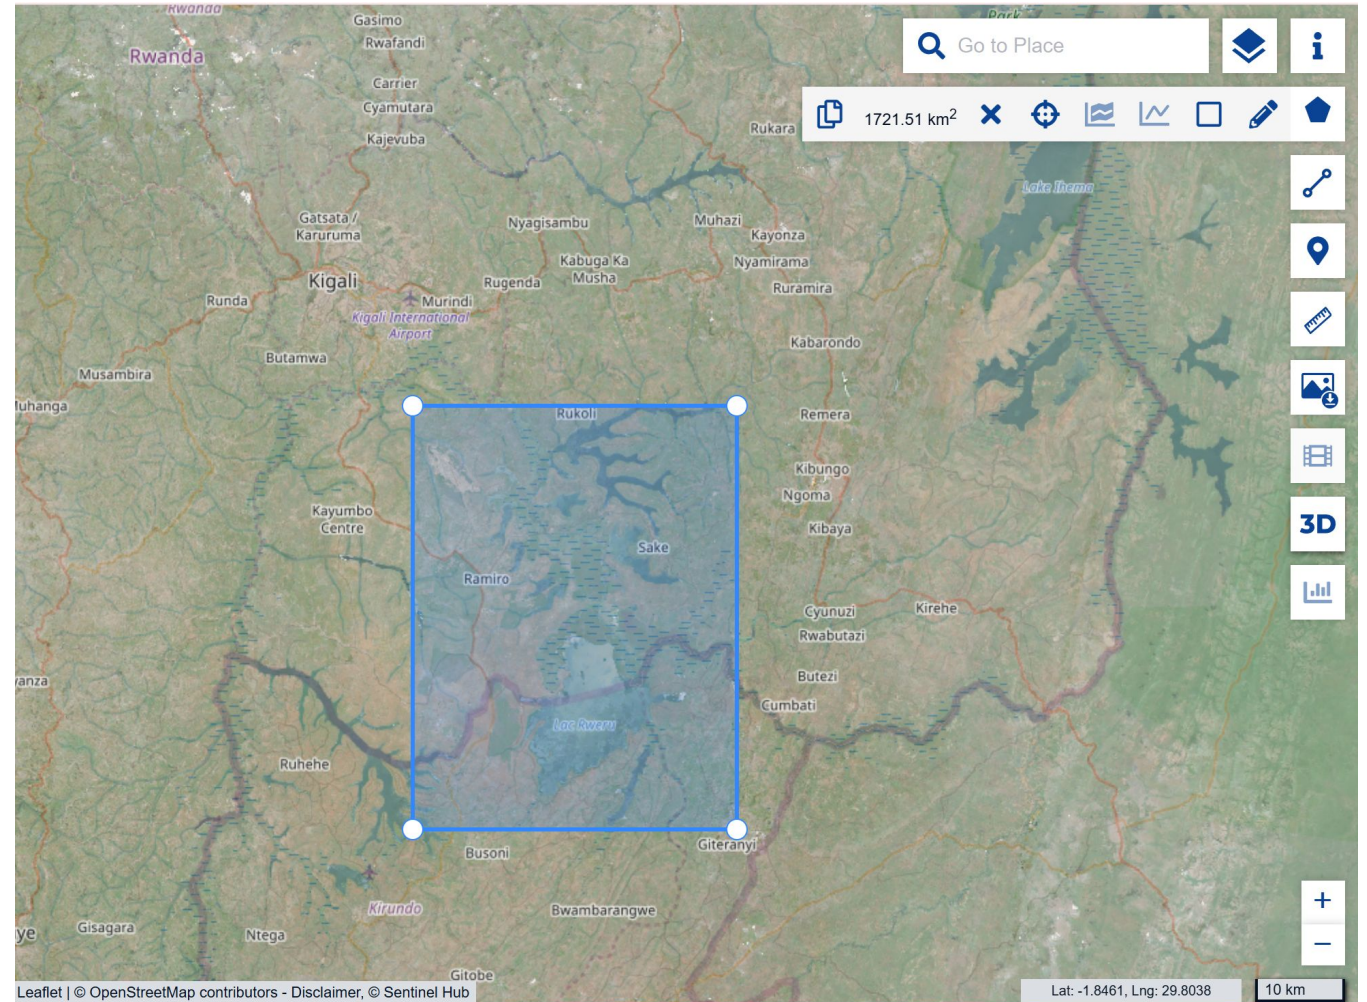 Rwanda
Gasimo
Park
Rwafandi
Go to Place
Rwanda
Carrier
Cyamutara
1721.51 km2
Rukara
Kajevuba
Lake Ihema
Gatsata /
Karuruma
Nyagisambu
Muhazi
Kayonza
Kabuga Ka
Musha
Nyamirama
Kigali
Rugenda
Ruramira
Runda
Murindi
Kigali International
Airport
Kabarondo
Butamwa
Musambira
Muhanga
Rukoli
Remera
Kibungo
Ngoma
Kayumbo
Centre
Kibaya
Sake
3D
Ramiro
Cyunuzi
Kirehe
Rwabutazi
Butezi
Cumbati
Lac Rweru
Ruhehe
Giteranyi
Busoni
Kirundo
Bwambarangwe
Gisagara
Ntega
Gitobe
Leaflet | © OpenStreetMap contributors - Disclaimer, © Sentinel Hub
Lat: -1.8461, Lng: 29.8038
10 km